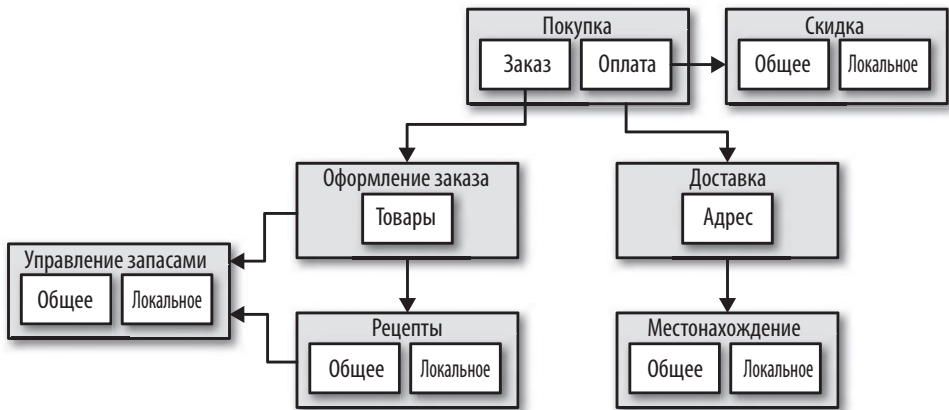 Покупка
Заказ
Оплата
Скидка
Общее
Локальное
Оформление заказа
Товары
Доставка
Адрес
Управление запасами
Общее
Локальное
Рецепты
Общее
Локальное
Местонахождение
Общее
Локальное